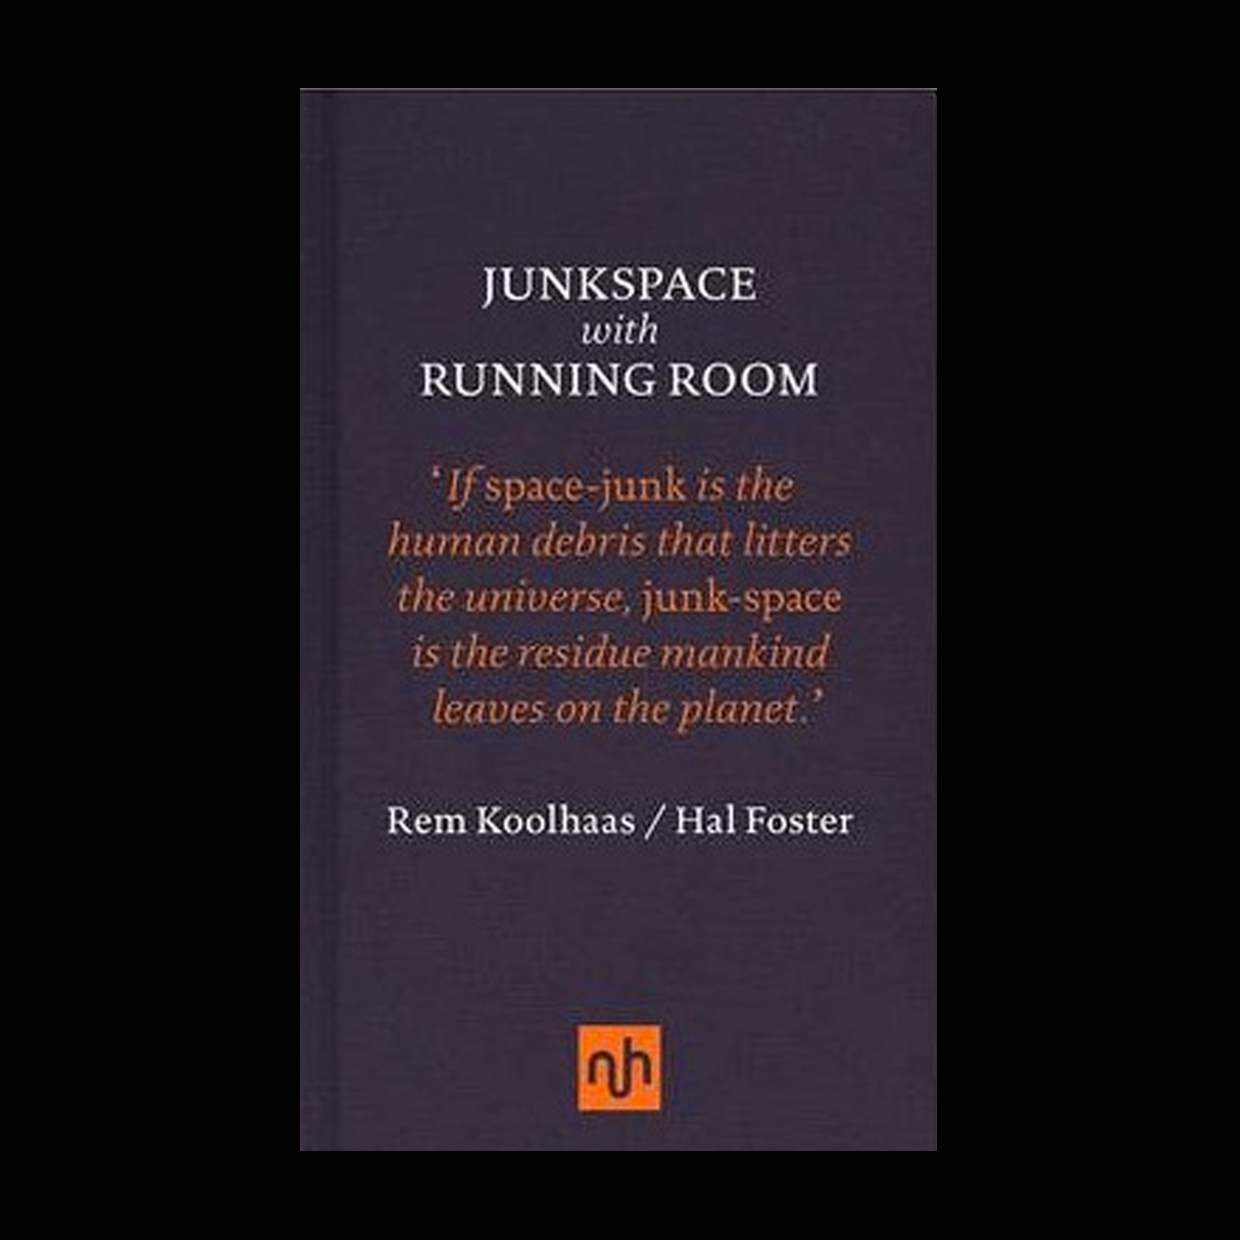 JUNKSPACE
with
RUNNING ROOM
‘If space-junk is the
human debris that litters
the universe, junk-space
is the residue mankind
leaves on the planet.’
Rem Koolhaas / Hal Foster
nh